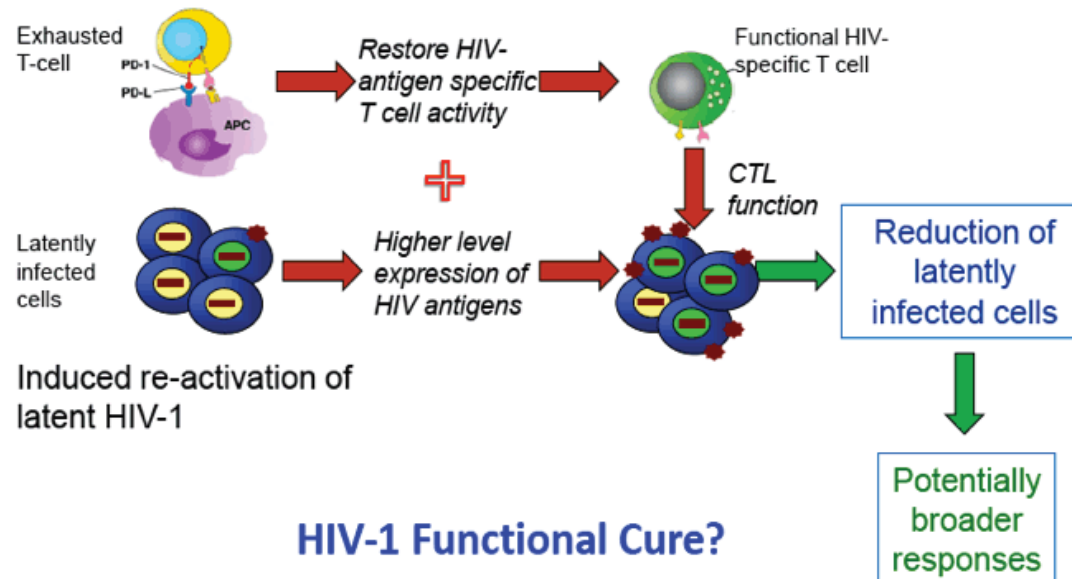 Exhausted
T-cell
PD-1
PD-L
APC
Restore HIV-
antigen specific
T cell activity
Functional HIV-
specific T cell
CTL
function
Latently
infected
cells
Higher level
expression of
HIV antigens
Reduction of
latently
infected cells
Induced re-activation of
latent HIV-1
Potentially
broader
responses
HIV-1 Functional Cure?